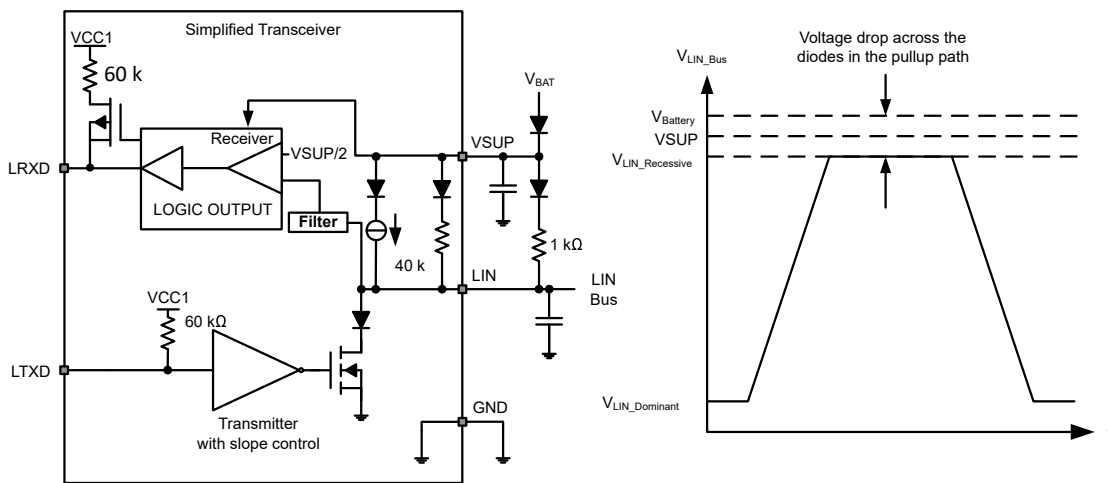 Simplified Transceiver
VCC1
60 k
Receiver
VSUP/2
LRXD
LOGIC OUTPUT
Filter
40 k
VSUP
V_BAT
1 kΩ
LIN
LIN
Bus
VCC1
60 kΩ
LTXD
Transmitter
with slope control
GND
Voltage drop across the
diodes in the pullup path
V_LIN_Bus
V_Battery
VSUP
V_LIN_Recessive
V_LIN_Dominant